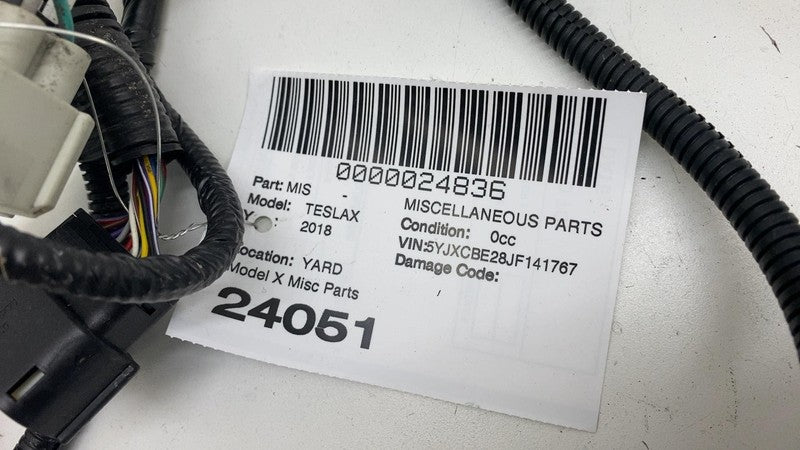 0000024836
Part: MIS - MISCELLANEOUS PARTS
Model: TESLAX Condition: 0cc
Y : 2018 VIN:5YJXCBE28JF141767
Location: YARD Damage Code:
Model X Misc Parts
24051